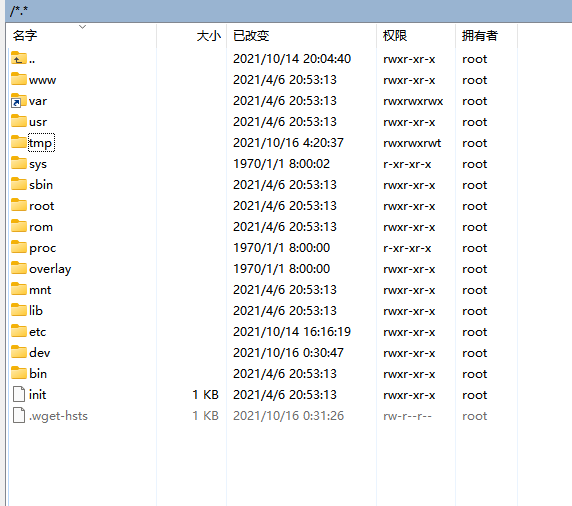 /*.*
名字 大小 已改变 权限 拥有者
.. 2021/10/14 20:04:40 rwxr-xr-x root
www 2021/4/6 20:53:13 rwxr-xr-x root
var 2021/4/6 20:53:13 rwxrwxrwx root
usr 2021/4/6 20:53:13 rwxr-xr-x root
tmp 2021/10/16 4:20:37 rwxrwxrwt root
sys 1970/1/1 8:00:02 r-xr-xr-x root
sbin 2021/4/6 20:53:13 rwxr-xr-x root
root 2021/4/6 20:53:13 rwxr-xr-x root
rom 2021/4/6 20:53:13 rwxr-xr-x root
proc 1970/1/1 8:00:00 r-xr-xr-x root
overlay 1970/1/1 8:00:00 rwxr-xr-x root
mnt 2021/4/6 20:53:13 rwxr-xr-x root
lib 2021/4/6 20:53:13 rwxr-xr-x root
etc 2021/10/14 16:16:19 rwxr-xr-x root
dev 2021/10/16 0:30:47 rwxr-xr-x root
bin 2021/4/6 20:53:13 rwxr-xr-x root
init 1 KB 2021/4/6 20:53:13 rwxr-xr-x root
.wget-hsts 1 KB 2021/10/16 0:31:26 rw-r--r-- root